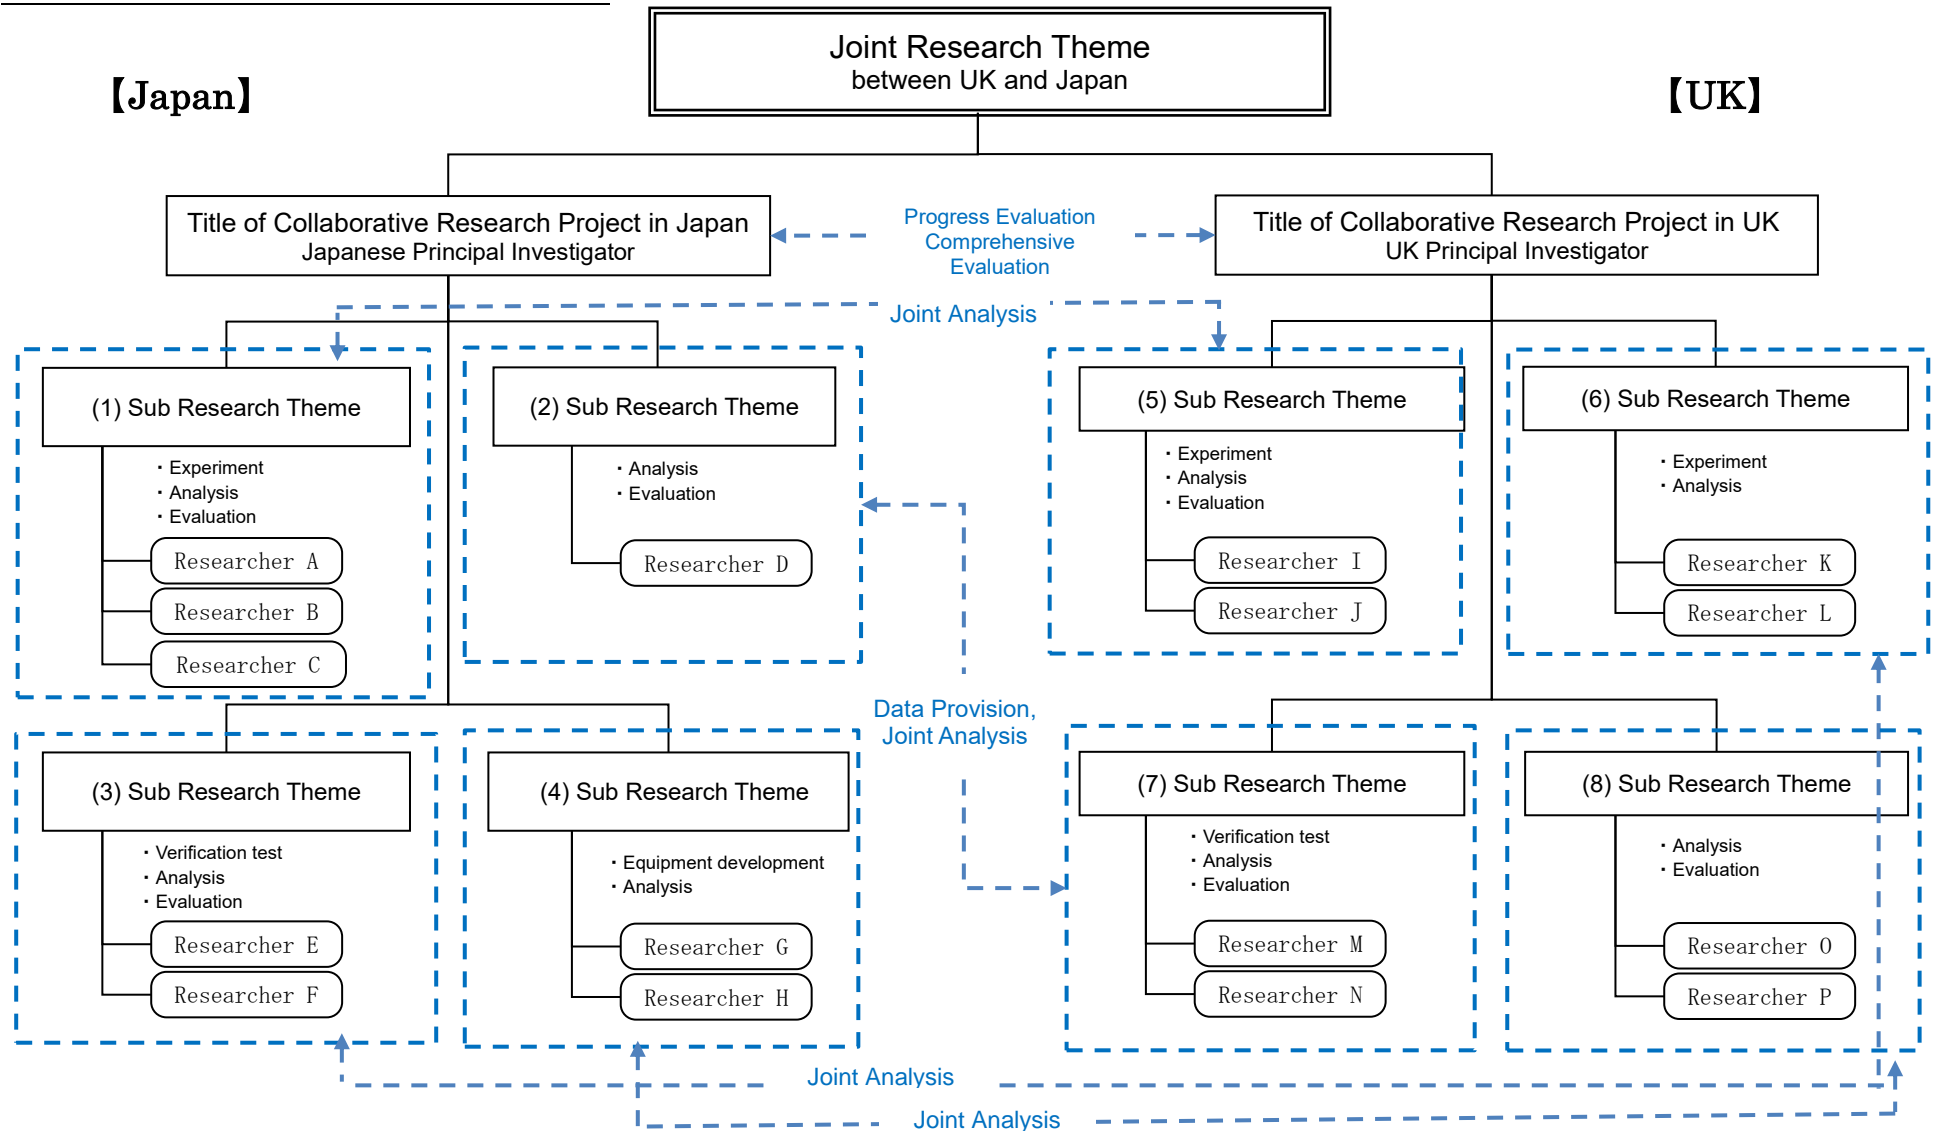 Joint Research Theme
between UK and Japan
【Japan】
【UK】
Title of Collaborative Research Project in Japan
Japanese Principal Investigator
Progress Evaluation
Comprehensive
Evaluation
Title of Collaborative Research Project in UK
UK Principal Investigator
Joint Analysis
(1) Sub Research Theme
・Experiment
・Analysis
・Evaluation
Researcher A
Researcher B
Researcher C
(2) Sub Research Theme
・Analysis
・Evaluation
Researcher D
(5) Sub Research Theme
・Experiment
・Analysis
・Evaluation
Researcher I
Researcher J
(6) Sub Research Theme
・Experiment
・Analysis
Researcher K
Researcher L
Data Provision,
Joint Analysis
(3) Sub Research Theme
・Verification test
・Analysis
・Evaluation
Researcher E
Researcher F
(4) Sub Research Theme
・Equipment development
・Analysis
Researcher G
Researcher H
(7) Sub Research Theme
・Verification test
・Analysis
・Evaluation
Researcher M
Researcher N
(8) Sub Research Theme
・Analysis
・Evaluation
Researcher O
Researcher P
Joint Analysis
Joint Analysis